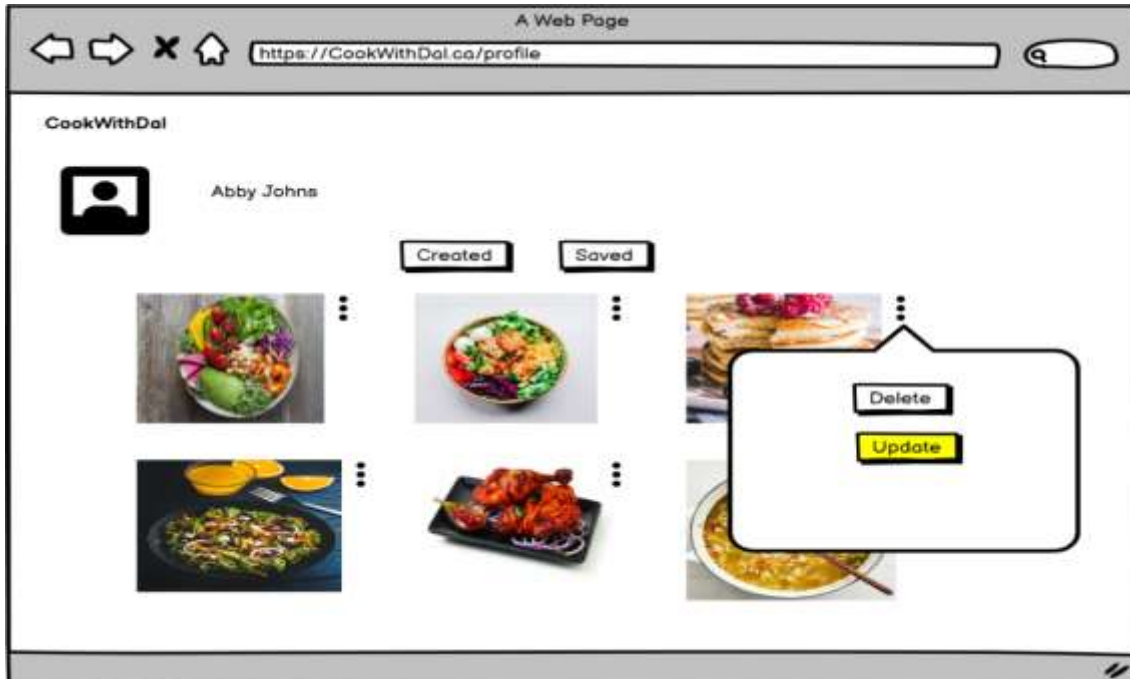 A Web Page
https://CookWithDal.ca/profile
CookWithDal
Abby Johns
Created
Saved
Delete
Update